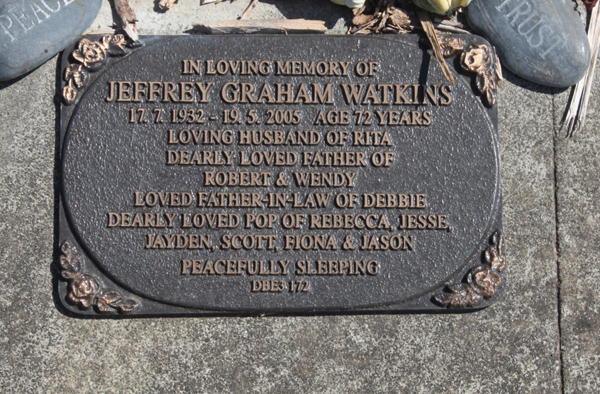 PEACE
TRUST
IN LOVING MEMORY OF
JEFFREY GRAHAM WATKINS
17. 7. 1932 - 19. 5. 2005 AGE 72 YEARS
LOVING HUSBAND OF RITA
DEARLY LOVED FATHER OF
ROBERT & WENDY
LOVED FATHER-IN-LAW OF DEBBIE
DEARLY LOVED POP OF REBECCA, JESSE,
JAYDEN, SCOTT, FIONA & JASON
PEACEFULLY SLEEPING
DBE3 172